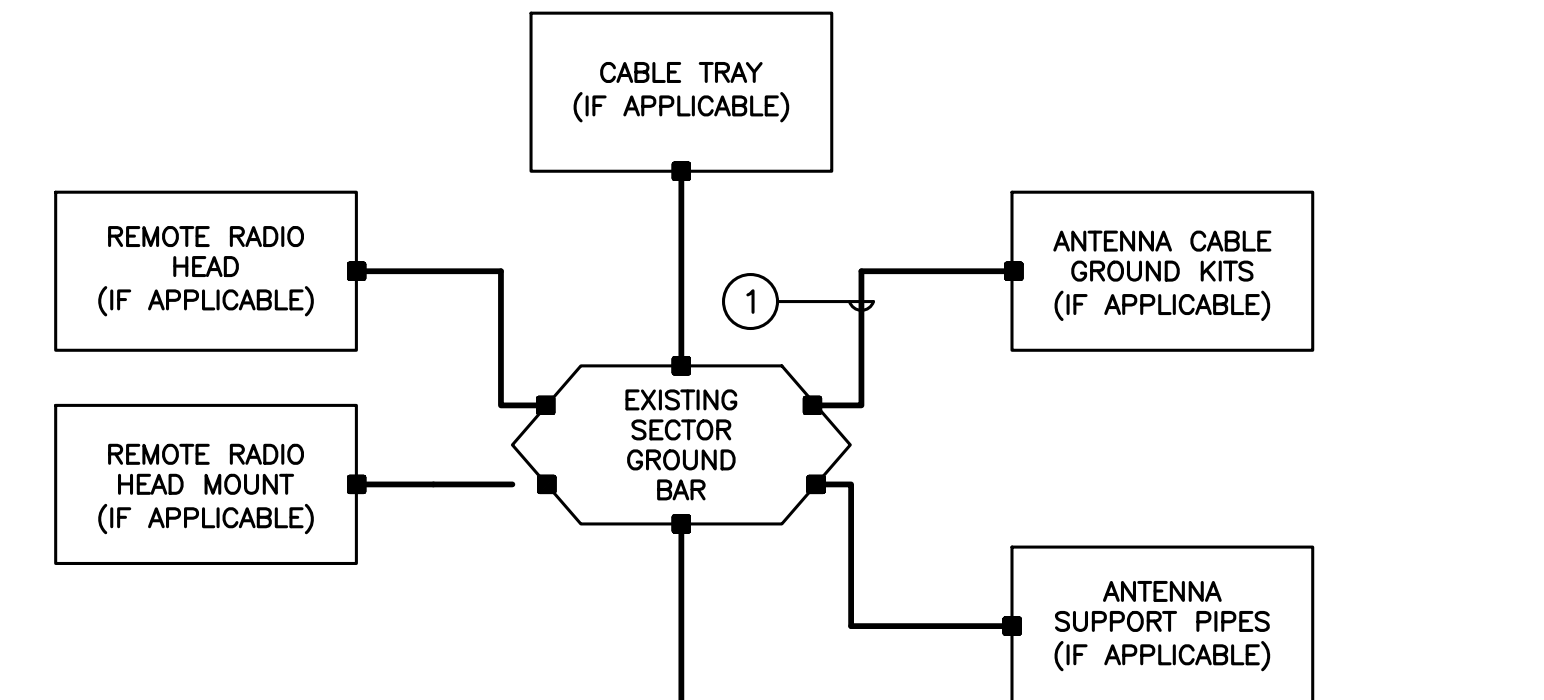 CABLE TRAY
(IF APPLICABLE)
REMOTE RADIO
HEAD
(IF APPLICABLE)
ANTENNA CABLE
GROUND KITS
(IF APPLICABLE)
1
EXISTING
SECTOR
GROUND
BAR
REMOTE RADIO
HEAD MOUNT
(IF APPLICABLE)
ANTENNA
SUPPORT PIPES
(IF APPLICABLE)